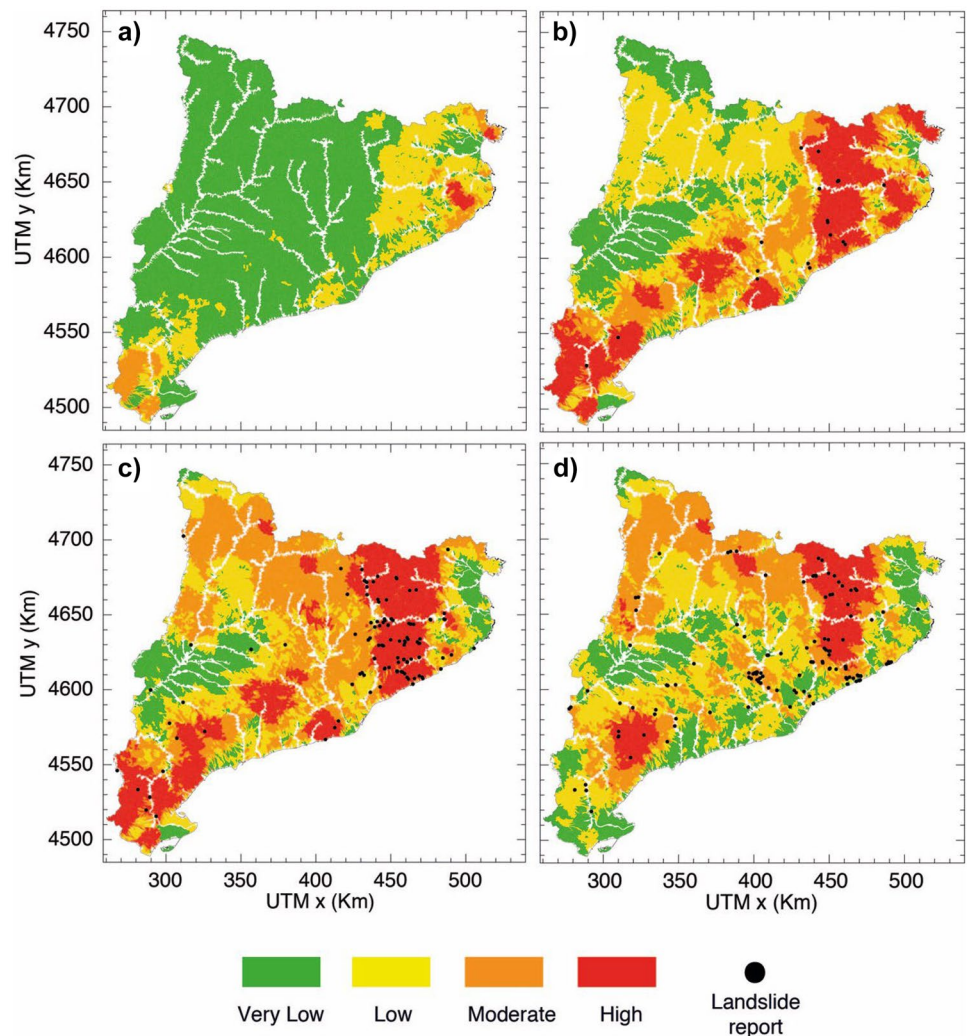 a)
b)
4750
4700
4650
4600
4550
4500
UTM y (Km)
c)
d)
4750
4700
4650
4600
4550
4500
UTM y (Km)
300 350 400 450 500
300 350 400 450 500
UTM x (Km)
UTM x (Km)
Very Low
Low
Moderate
High
Landslide
report